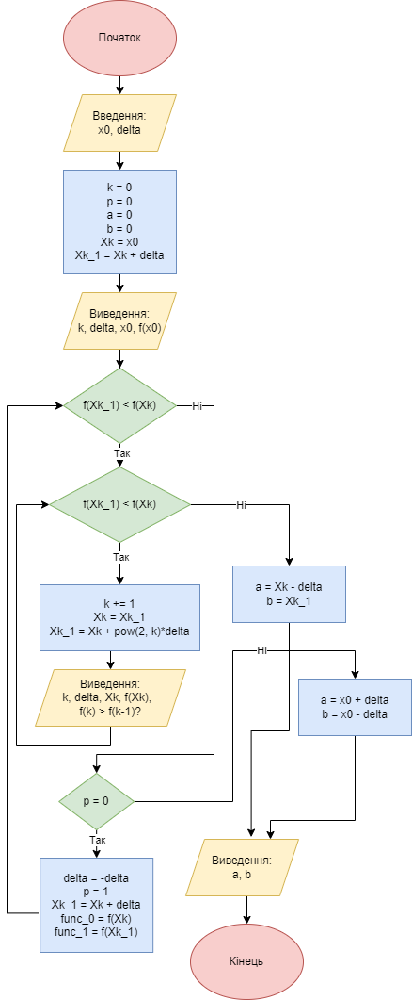 Початок
Введення:
x0, delta
k = 0
p = 0
a = 0
b = 0
Xk = x0
Xk_1 = Xk + delta
Виведення:
k, delta, x0, f(x0)
f(Xk_1) < f(Xk)
Ні
Так
f(Xk_1) < f(Xk)
Ні
Так
a = Xk - delta
b = Xk_1
k += 1
Xk = Xk_1
Xk_1 = Xk + pow(2, k)*delta
Ні
Виведення:
k, delta, Xk, f(Xk),
f(k) > f(k-1)?
a = x0 + delta
b = x0 - delta
p = 0
Так
delta = -delta
p = 1
Xk_1 = Xk + delta
func_0 = f(Xk)
func_1 = f(Xk_1)
Виведення:
a, b
Кінець